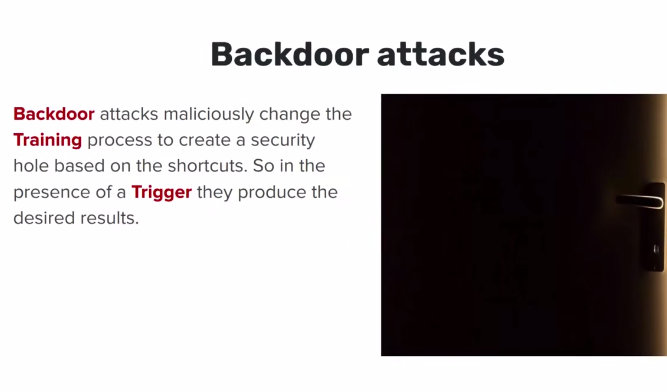 Backdoor attacks
Backdoor attacks maliciously change the
Training process to create a security
hole based on the shortcuts. So in the
presence of a Trigger they produce the
desired results.